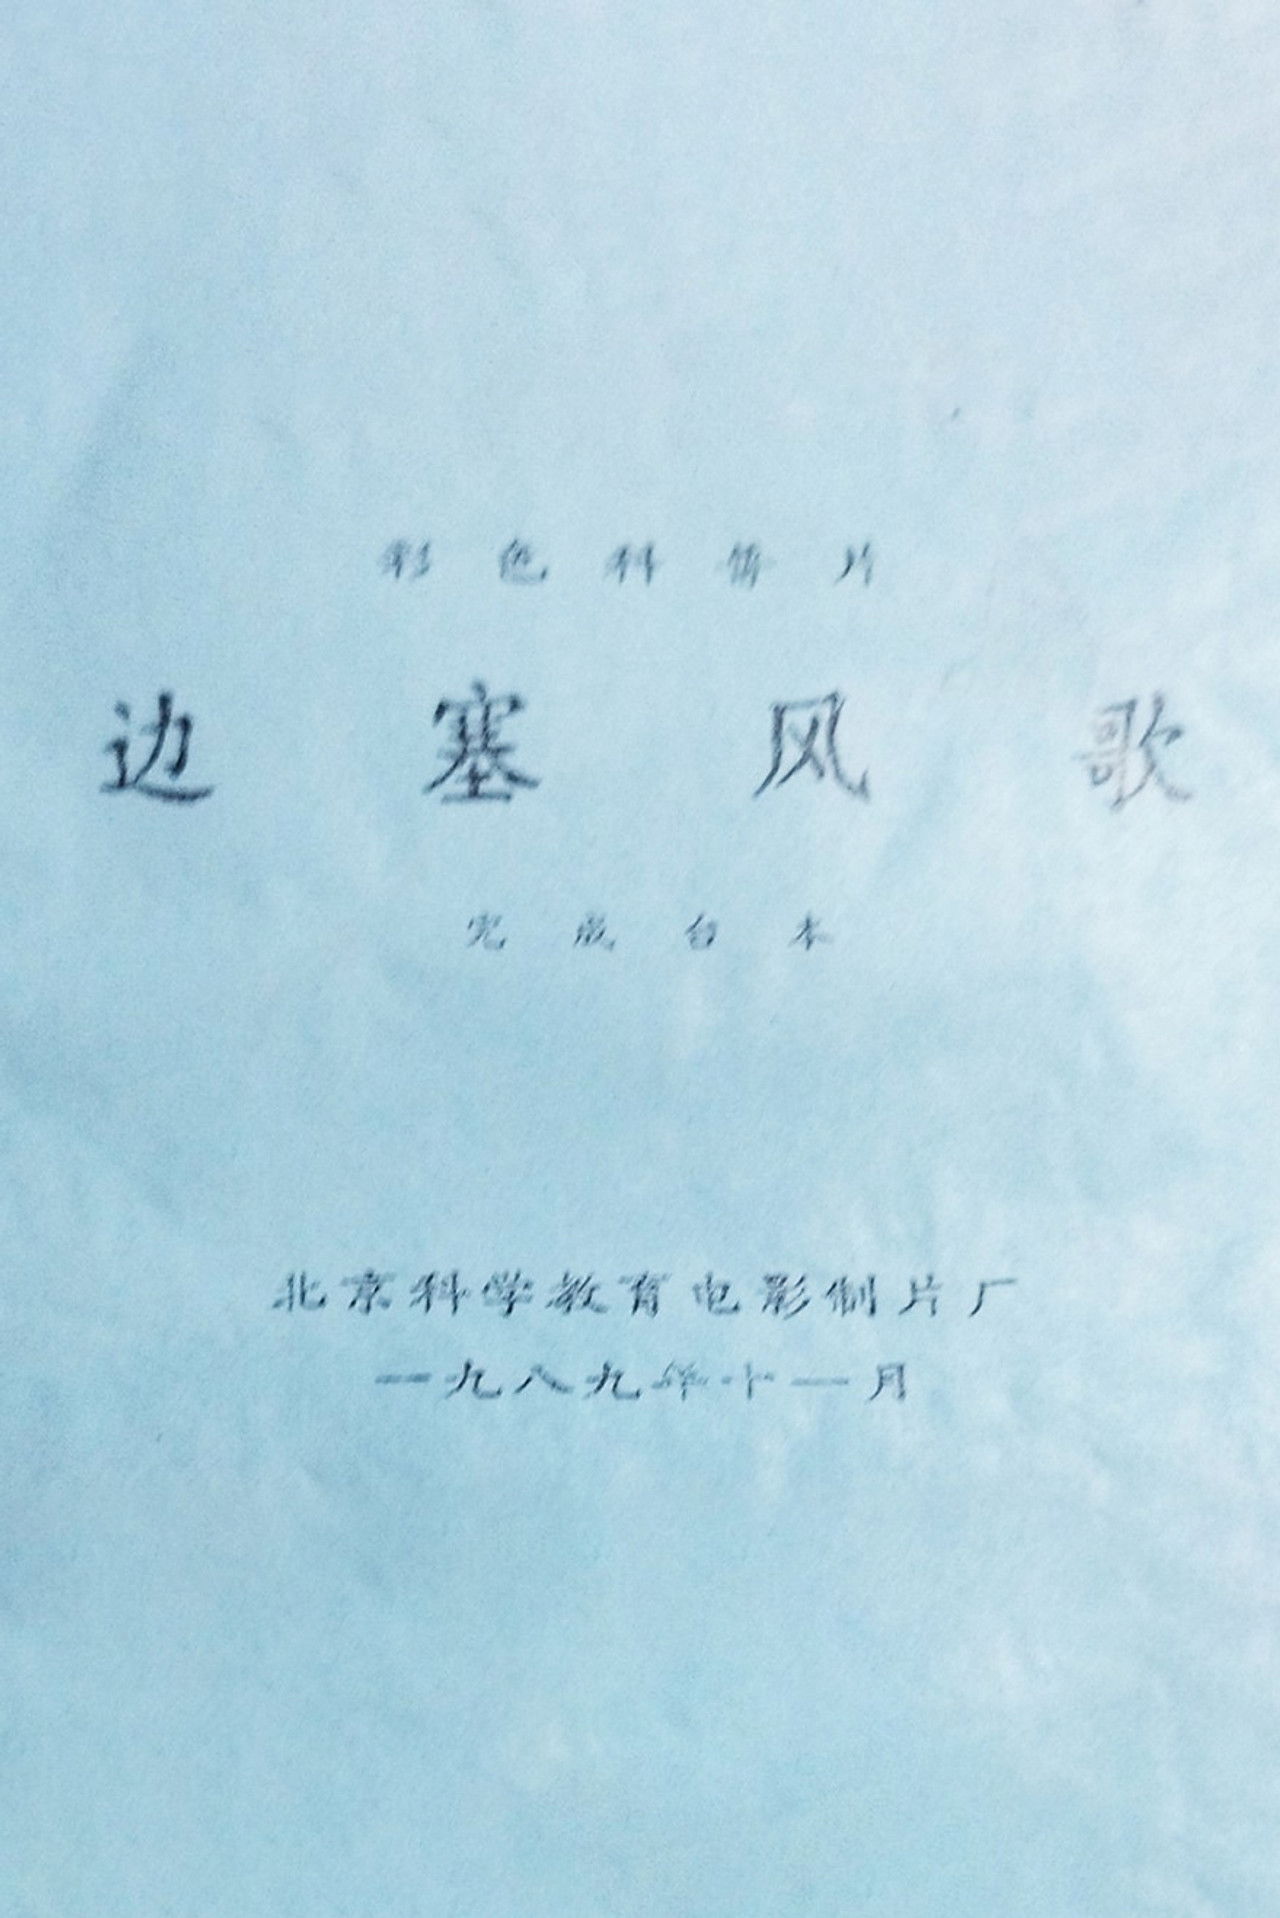 彩色科普片
边塞风歌
完成台本
北京科学教育电影制片厂
一九八九年十一月